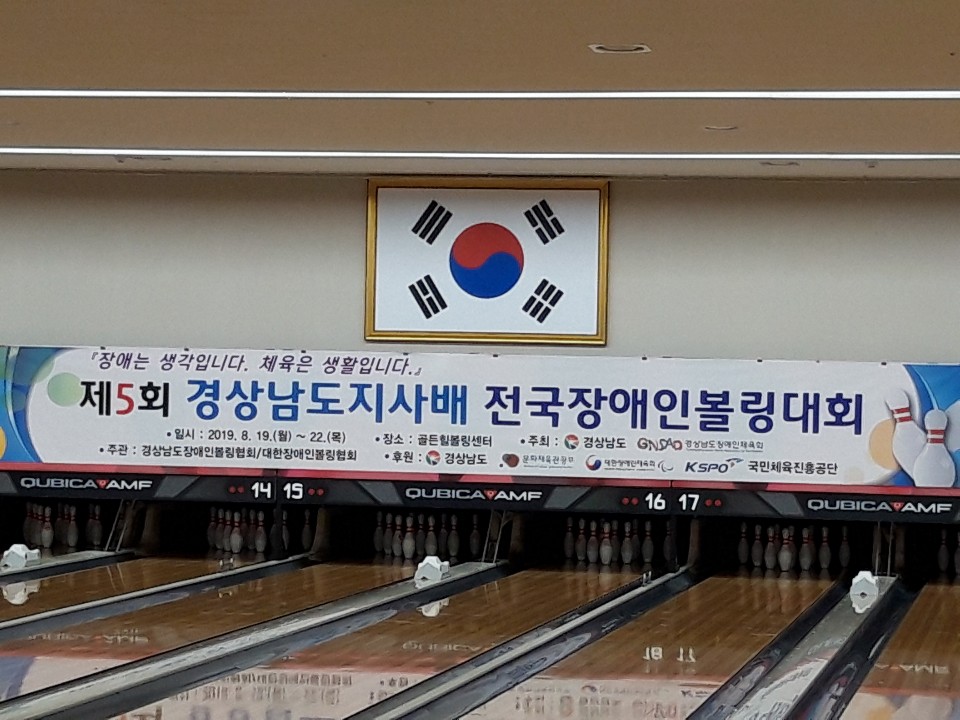 『장애는 생각입니다. 체육은 생활입니다.』
제5회 경상남도지사배 전국장애인볼링대회
•일시 : 2019. 8. 19.(월) ~ 22.(목) •장소 : 골든힐볼링센터 •주최 : 경상남도 GNSAD 경상남도장애인체육회
•주관 : 경상남도장애인볼링협회/대한장애인볼링협회 •후원 : 경상남도 문화체육관광부 대한장애인체육회 KSPO 국민체육진흥공단
QUBICA AMF 14 15 QUBICA AMF 16 17 QUBICA AMF